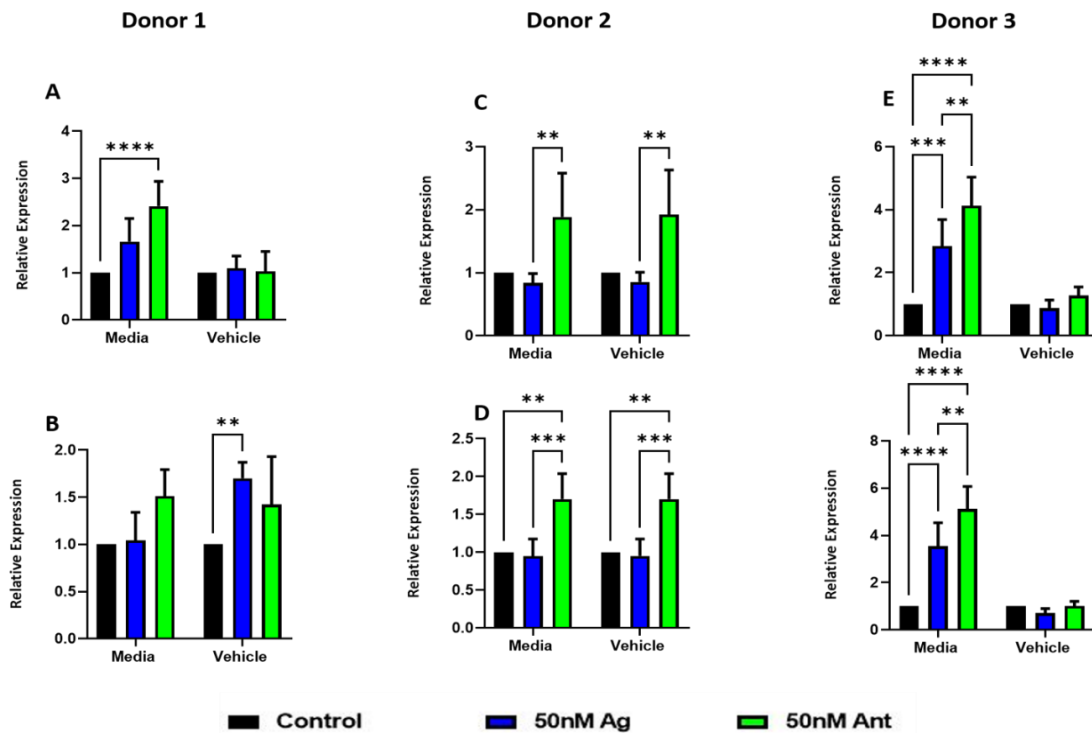 Donor 1
Donor 2
Donor 3
A
4
3
2
1
0
Relative Expression
****
Media
Vehicle
C
3
2
1
0
Relative Expression
**
**
Media
Vehicle
E
6
4
2
0
Relative Expression
****
**
***
Media
Vehicle
B
2.0
1.5
1.0
0.5
0.0
Relative Expression
**
Media
Vehicle
D
2.5
2.0
1.5
1.0
0.5
0.0
Relative Expression
**
**
***
***
Media
Vehicle
8
6
4
2
0
Relative Expression
****
**
****
Media
Vehicle
Control
50nM Ag
50nM Ant